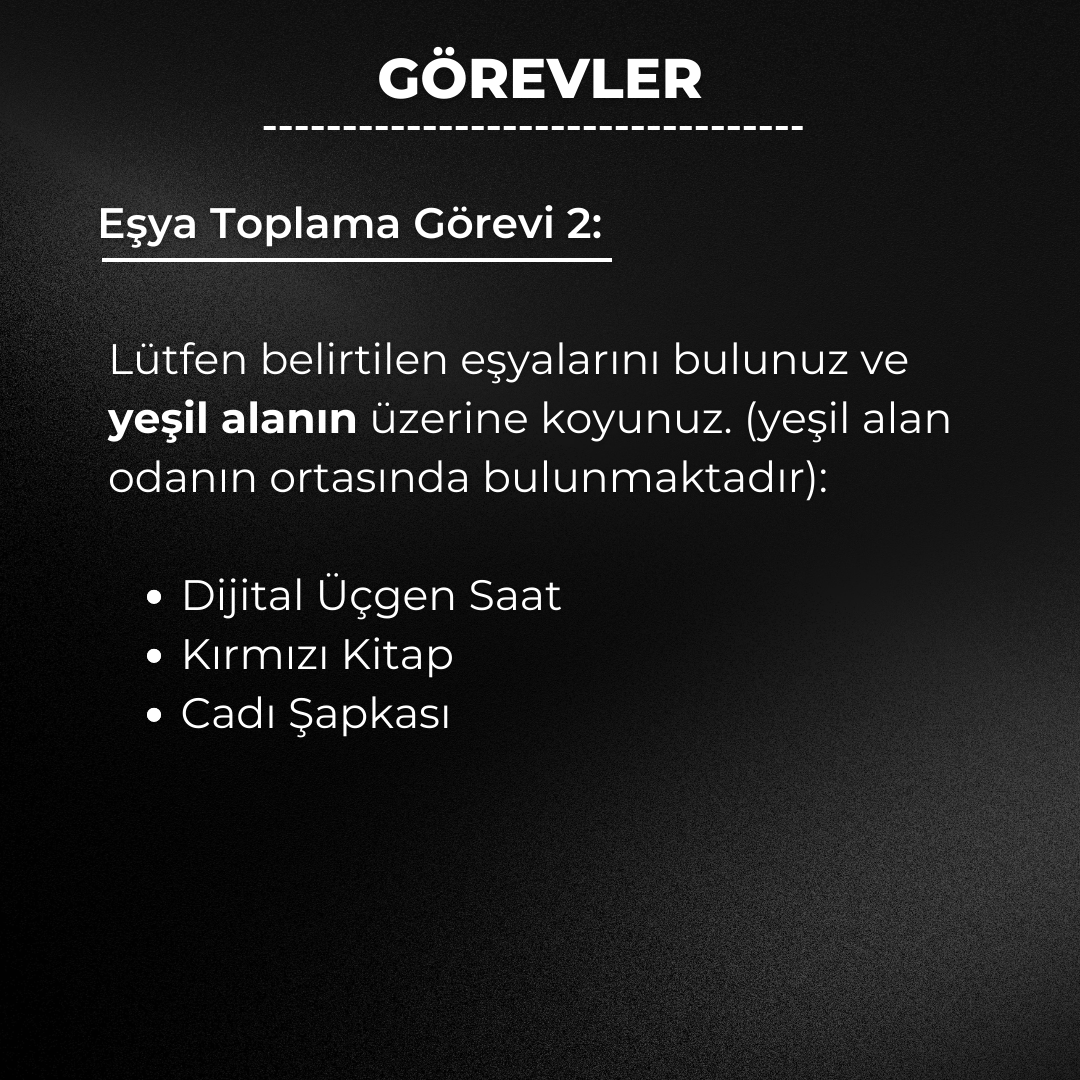 GÖREVLER
----------------------------------
Eşya Toplama Görevi 2:
Lütfen belirtilen eşyalarını bulunuz ve
yeşil alanın üzerine koyunuz. (yeşil alan
odanın ortasında bulunmaktadır):
• Dijital Üçgen Saat
• Kırmızı Kitap
• Cadı Şapkası